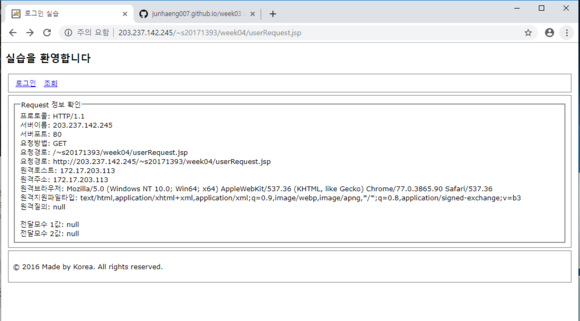 로그인 실습
junhaeng007.github.io/week03
주의 요함 | 203.237.142.245/~s20171393/week04/userRequest.jsp
실습을 환영합니다
로그인 조회
Request 정보 확인
프로토콜: HTTP/1.1
서버이름: 203.237.142.245
서버포트: 80
요청방법: GET
요청경로: /~s20171393/week04/userRequest.jsp
요청경로: http://203.237.142.245/~s20171393/week04/userRequest.jsp
원격호스트: 172.17.203.113
원격주소: 172.17.203.113
원격브라우저: Mozilla/5.0 (Windows NT 10.0; Win64; x64) AppleWebKit/537.36 (KHTML, like Gecko) Chrome/77.0.3865.90 Safari/537.36
원격지원파일타입: text/html,application/xhtml+xml,application/xml;q=0.9,image/webp,image/apng,*/*;q=0.8,application/signed-exchange;v=b3
원격질의: null
전달모수 1값: null
전달모수 2값: null
© 2016 Made by Korea. All rights reserved.